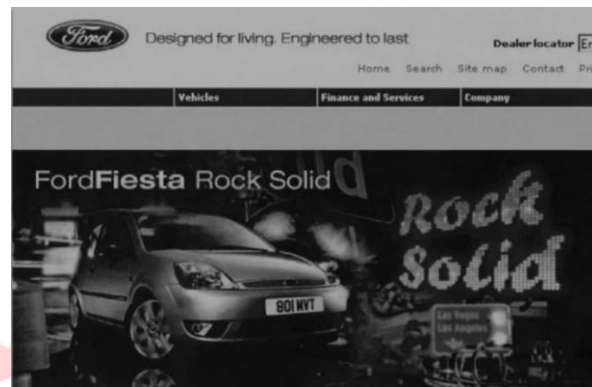 Ford Designed for living. Engineered to last
Dealer locator
Home Search Site map Contact
Vehicles Finance and Services Company
FordFiesta Rock Solid
Rock
Solid
801 MVT
Las Vegas
Los Angeles